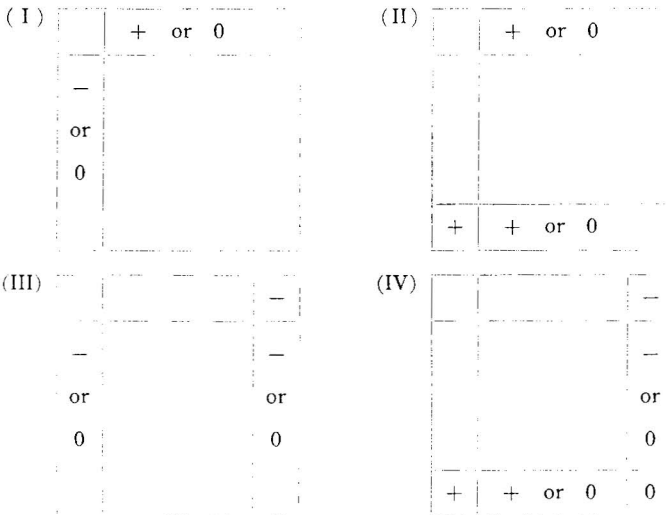 (I) + or 0
−
or
0
(II) + or 0
+ + or 0
(III) −
− −
or or
0 0
(IV) −
−
or
0
+ + or 0 0